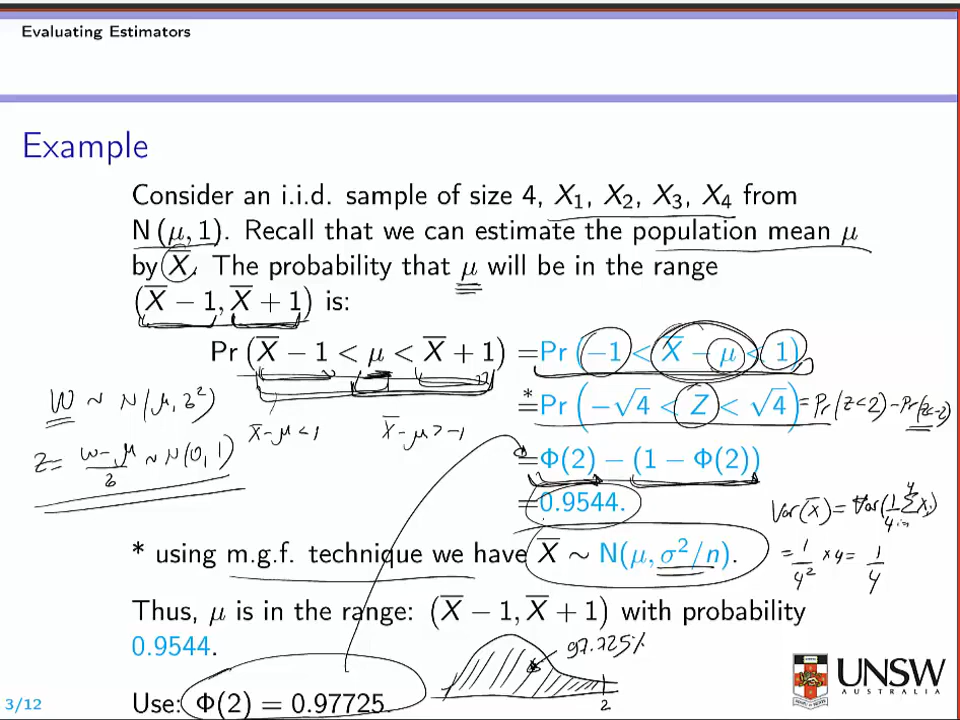 Evaluating Estimators
Example
Consider an i.i.d. sample of size 4, X₁, X₂, X₃, X₄ from
N(μ, 1). Recall that we can estimate the population mean μ
by X̅. The probability that μ will be in the range
(X̅ − 1, X̅ + 1) is:
Pr(X̅ − 1 < μ < X̅ + 1) =Pr(−1 < X̅ − μ < 1)
=* Pr(−√4 < Z < √4) = Pr(Z<2) − Pr(Z<-2)
W ~ N(μ, σ²)
X̅-μ<1 X̅-μ>-1
Z = (W-μ)/σ ~ N(0,1)
=Φ(2) − (1 − Φ(2))
=0.9544.
Var(X̅) = Var(1/4 Σ Xᵢ)
= 1/4² × 4 = 1/4
* using m.g.f. technique we have X̅ ∼ N(μ, σ²/n).
Thus, μ is in the range: (X̅ − 1, X̅ + 1) with probability
0.9544.
97.725%
Use: Φ(2) = 0.97725.
2
3/12
UNSW
AUSTRALIA